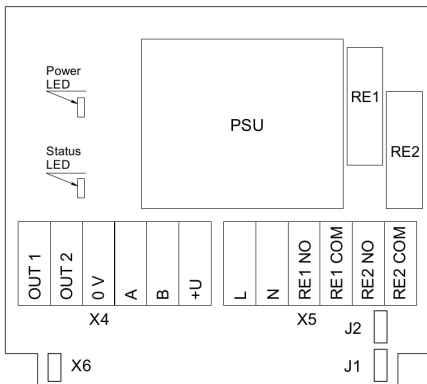 Power
LED
RE1
PSU
Status
LED
RE2
OUT 1
OUT 2
0 V
A
B
+U
L
N
RE1 NO
RE1 COM
RE2 NO
RE2 COM
X4
X5
J2
X6
J1